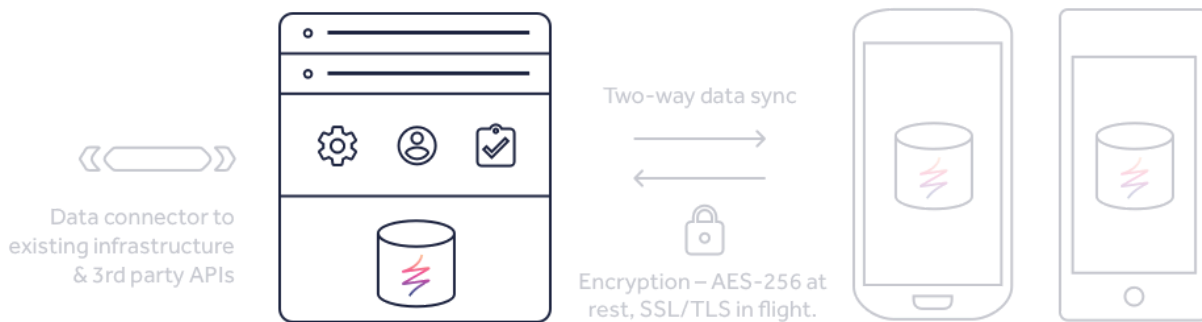 Data connector to
existing infrastructure
& 3rd party APIs
Two-way data sync
Encryption – AES-256 at
rest, SSL/TLS in flight.